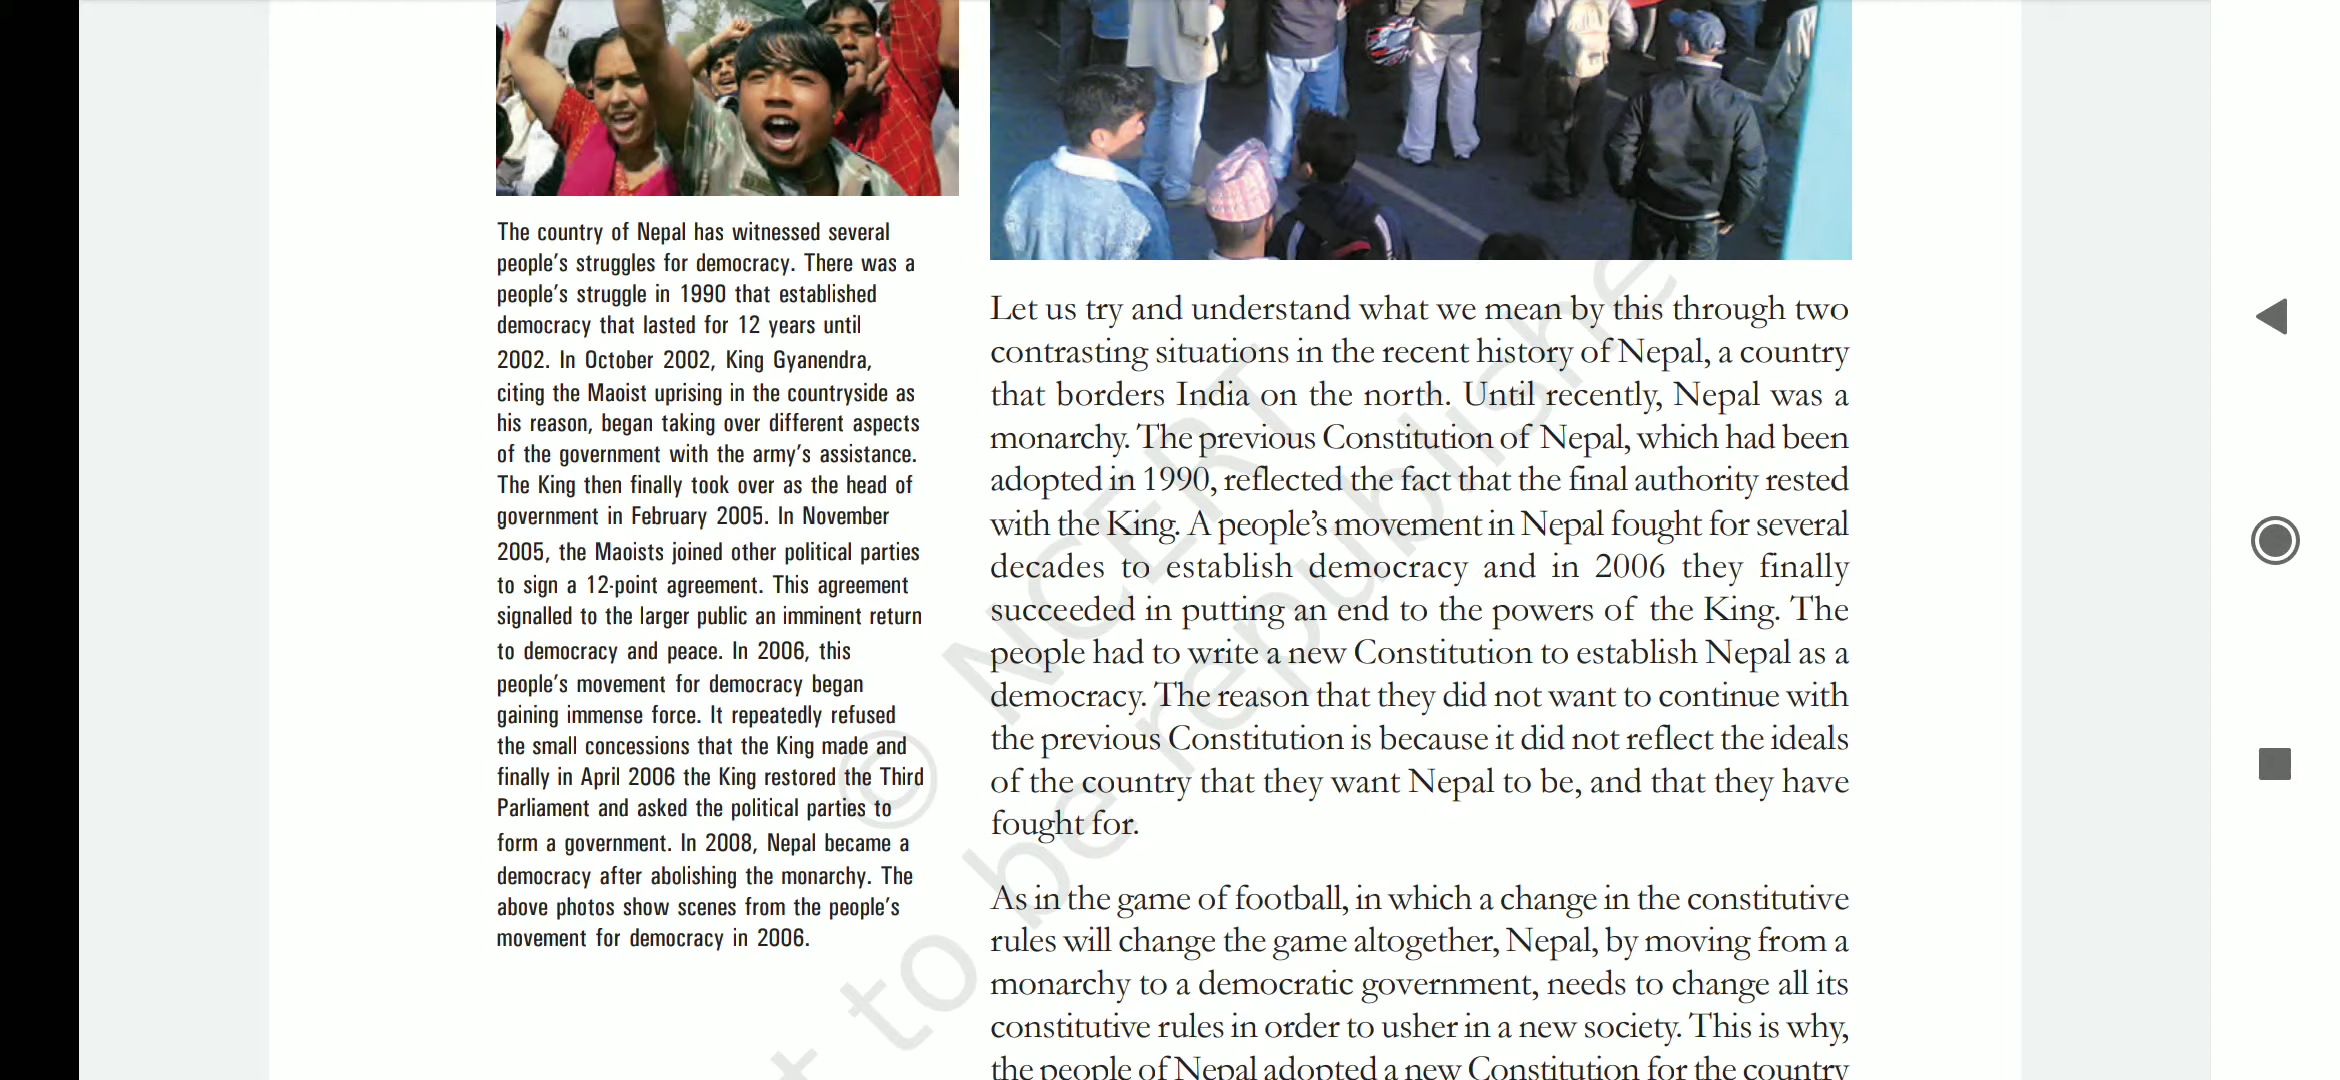 The country of Nepal has witnessed several
people's struggles for democracy. There was a
people's struggle in 1990 that established
democracy that lasted for 12 years until
2002. In October 2002, King Gyanendra,
citing the Maoist uprising in the countryside as
his reason, began taking over different aspects
of the government with the army's assistance.
The King then finally took over as the head of
government in February 2005. In November
2005, the Maoists joined other political parties
to sign a 12-point agreement. This agreement
signalled to the larger public an imminent return
to democracy and peace. In 2006, this
people's movement for democracy began
gaining immense force. It repeatedly refused
the small concessions that the King made and
finally in April 2006 the King restored the Third
Parliament and asked the political parties to
form a government. In 2008, Nepal became a
democracy after abolishing the monarchy. The
above photos show scenes from the people's
movement for democracy in 2006.
Let us try and understand what we mean by this through two
contrasting situations in the recent history of Nepal, a country
that borders India on the north. Until recently, Nepal was a
monarchy. The previous Constitution of Nepal, which had been
adopted in 1990, reflected the fact that the final authority rested
with the King. A people's movement in Nepal fought for several
decades to establish democracy and in 2006 they finally
succeeded in putting an end to the powers of the King. The
people had to write a new Constitution to establish Nepal as a
democracy. The reason that they did not want to continue with
the previous Constitution is because it did not reflect the ideals
of the country that they want Nepal to be, and that they have
fought for.
As in the game of football, in which a change in the constitutive
rules will change the game altogether, Nepal, by moving from a
monarchy to a democratic government, needs to change all its
constitutive rules in order to usher in a new society. This is why,
the people of Nepal adopted a new Constitution for the country
© NCERT
to be republishe